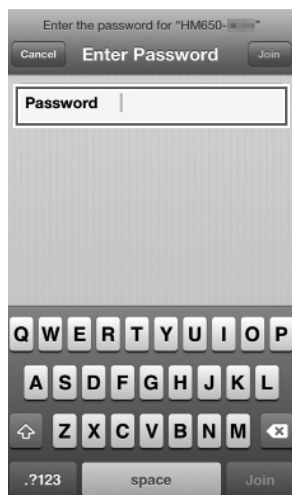 Enter the password for "HM650-
Cancel Enter Password Join
Password
Q W E R T Y U I O P
A S D F G H J K L
Z X C V B N M
.?123 space Join